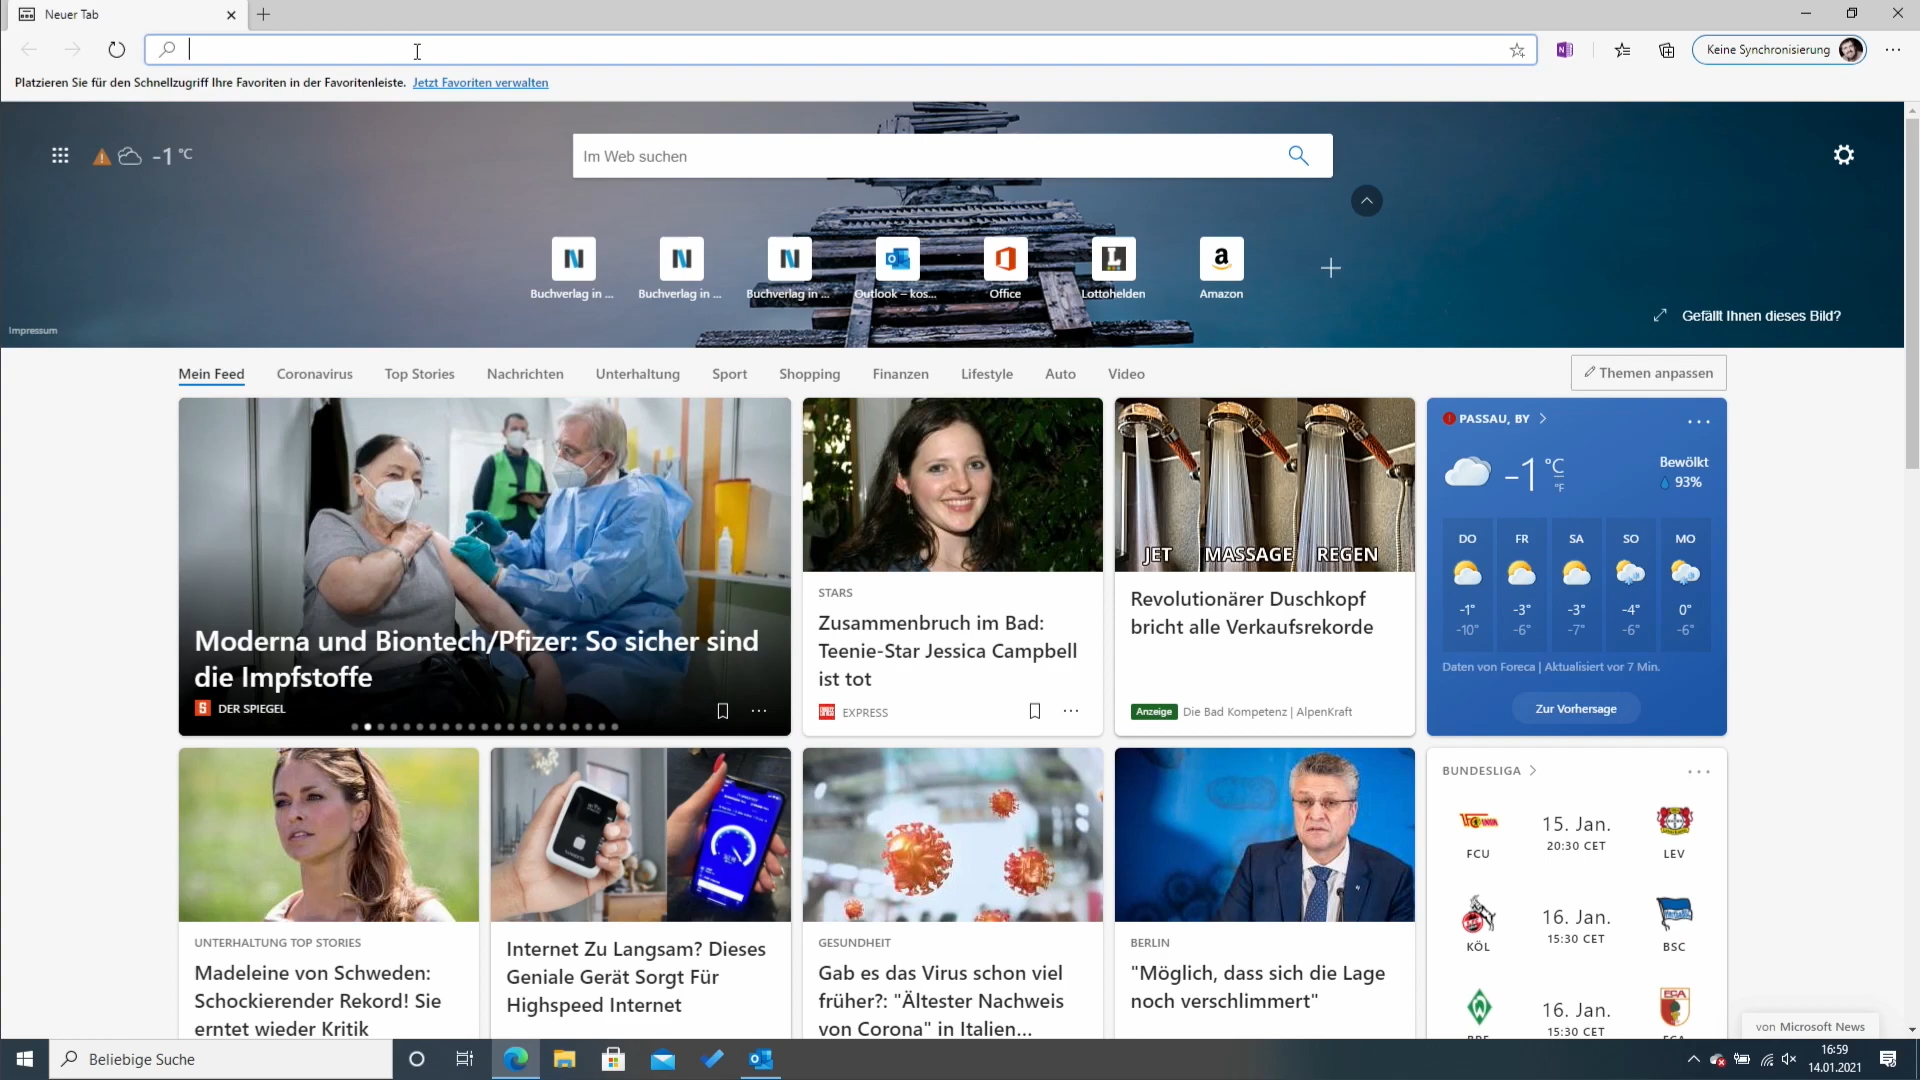 Neuer Tab
Keine Synchronisierung
Platzieren Sie für den Schnellzugriff Ihre Favoriten in der Favoritenleiste. Jetzt Favoriten verwalten
-1 °C
Im Web suchen
Buchverlag in ...
Buchverlag in ...
Buchverlag in ...
Outlook – kos...
Office
Lottohelden
Amazon
Impressum
Gefällt Ihnen dieses Bild?
Mein Feed
Coronavirus
Top Stories
Nachrichten
Unterhaltung
Sport
Shopping
Finanzen
Lifestyle
Auto
Video
Themen anpassen
Moderna und Biontech/Pfizer: So sicher sind
die Impfstoffe
DER SPIEGEL
STARS
Zusammenbruch im Bad:
Teenie-Star Jessica Campbell
ist tot
EXPRESS
JET MASSAGE REGEN
Revolutionärer Duschkopf
bricht alle Verkaufsrekorde
Anzeige Die Bad Kompetenz | AlpenKraft
PASSAU, BY
-1 °C
°F
Bewölkt
93%
DO FR SA SO MO
-1° -3° -3° -4° 0°
-10° -6° -7° -6° -6°
Daten von Foreca | Aktualisiert vor 7 Min.
Zur Vorhersage
UNTERHALTUNG TOP STORIES
Madeleine von Schweden:
Schockierender Rekord! Sie
erntet wieder Kritik
Internet Zu Langsam? Dieses
Geniale Gerät Sorgt Für
Highspeed Internet
GESUNDHEIT
Gab es das Virus schon viel
früher?: "Ältester Nachweis
von Corona" in Italien...
BERLIN
"Möglich, dass sich die Lage
noch verschlimmert"
BUNDESLIGA
15. Jan.
20:30 CET
FCU
LEV
16. Jan.
15:30 CET
KÖL
BSC
16. Jan.
15:30 CET
von Microsoft News
Beliebige Suche
16:59
14.01.2021